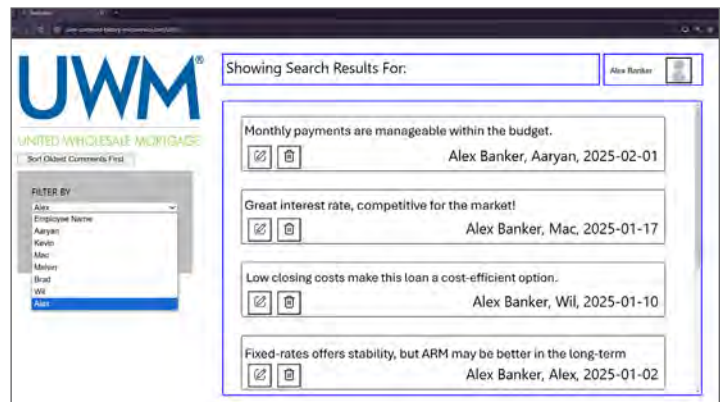 UWM®
UNITED WHOLESALE MORTGAGE
Sort Oldest Comments First
FILTER BY
Alex
Employee Name
Aaryan
Kevin
Mac
Melvin
Brad
Wil
Alex
Showing Search Results For:
Alex Banker
Monthly payments are manageable within the budget.
Alex Banker, Aaryan, 2025-02-01
Great interest rate, competitive for the market!
Alex Banker, Mac, 2025-01-17
Low closing costs make this loan a cost-efficient option.
Alex Banker, Wil, 2025-01-10
Fixed-rates offers stability, but ARM may be better in the long-term
Alex Banker, Alex, 2025-01-02